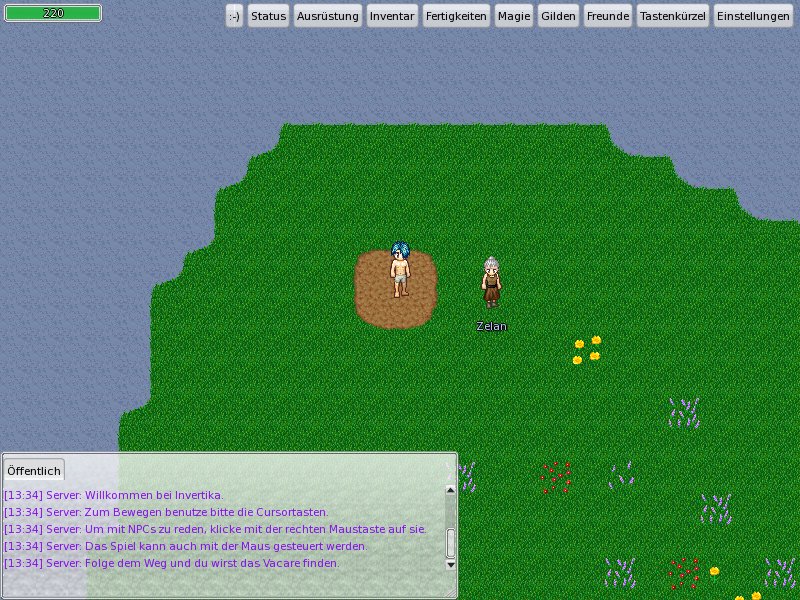 220
:-) Status Ausrüstung Inventar Fertigkeiten Magie Gilden Freunde Tastenkürzel Einstellungen
Zelan
Öffentlich
[13:34] Server: Willkommen bei Invertika.
[13:34] Server: Zum Bewegen benutze bitte die Cursortasten.
[13:34] Server: Um mit NPCs zu reden, klicke mit der rechten Maustaste auf sie.
[13:34] Server: Das Spiel kann auch mit der Maus gesteuert werden.
[13:34] Server: Folge dem Weg und du wirst das Vacare finden.